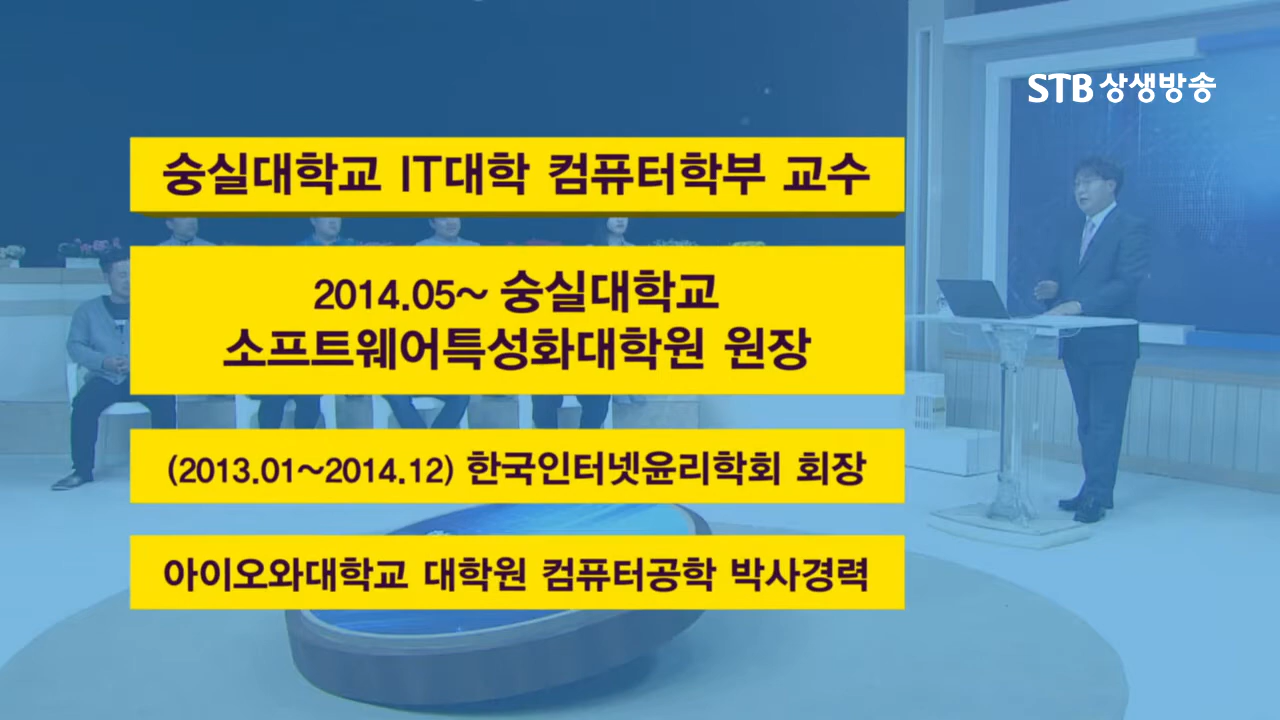 STB 상생방송
숭실대학교 IT대학 컴퓨터학부 교수
2014.05~ 숭실대학교
소프트웨어특성화대학원 원장
(2013.01~2014.12) 한국인터넷윤리학회 회장
아이오와대학교 대학원 컴퓨터공학 박사경력